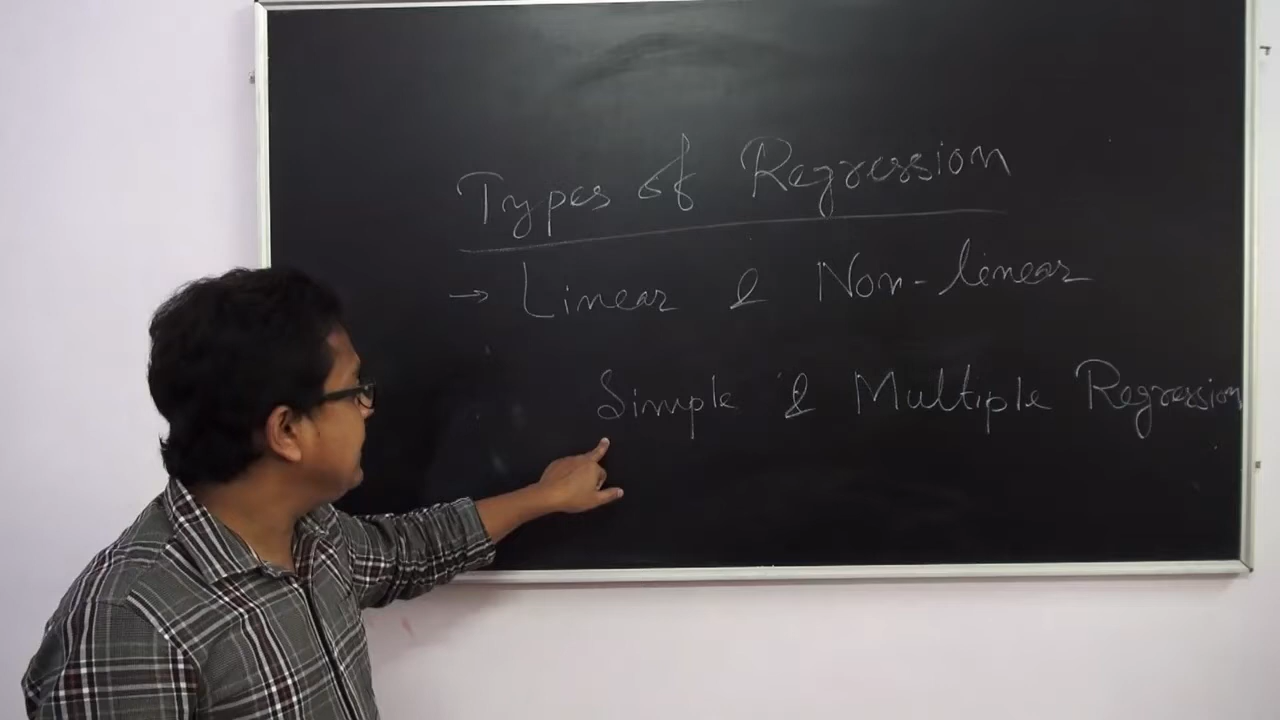 Types of Regression
→ Linear & Non-linear
Simple & Multiple Regression